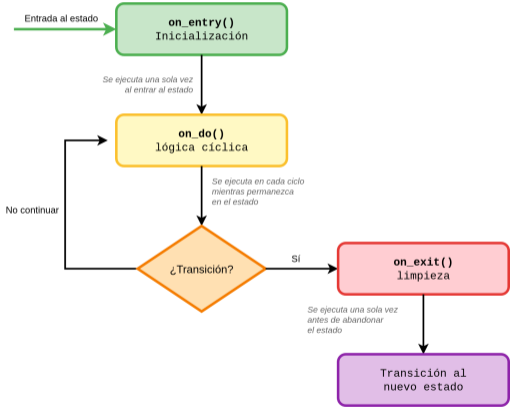 Entrada al estado
on_entry()
Inicialización
Se ejecuta una sola vez
al entrar al estado
on_do()
lógica cíclica
Se ejecuta en cada ciclo
mientras permanezca
en el estado
No continuar
¿Transición?
Sí
on_exit()
limpieza
Se ejecuta una sola vez
antes de abandonar
el estado
Transición al
nuevo estado